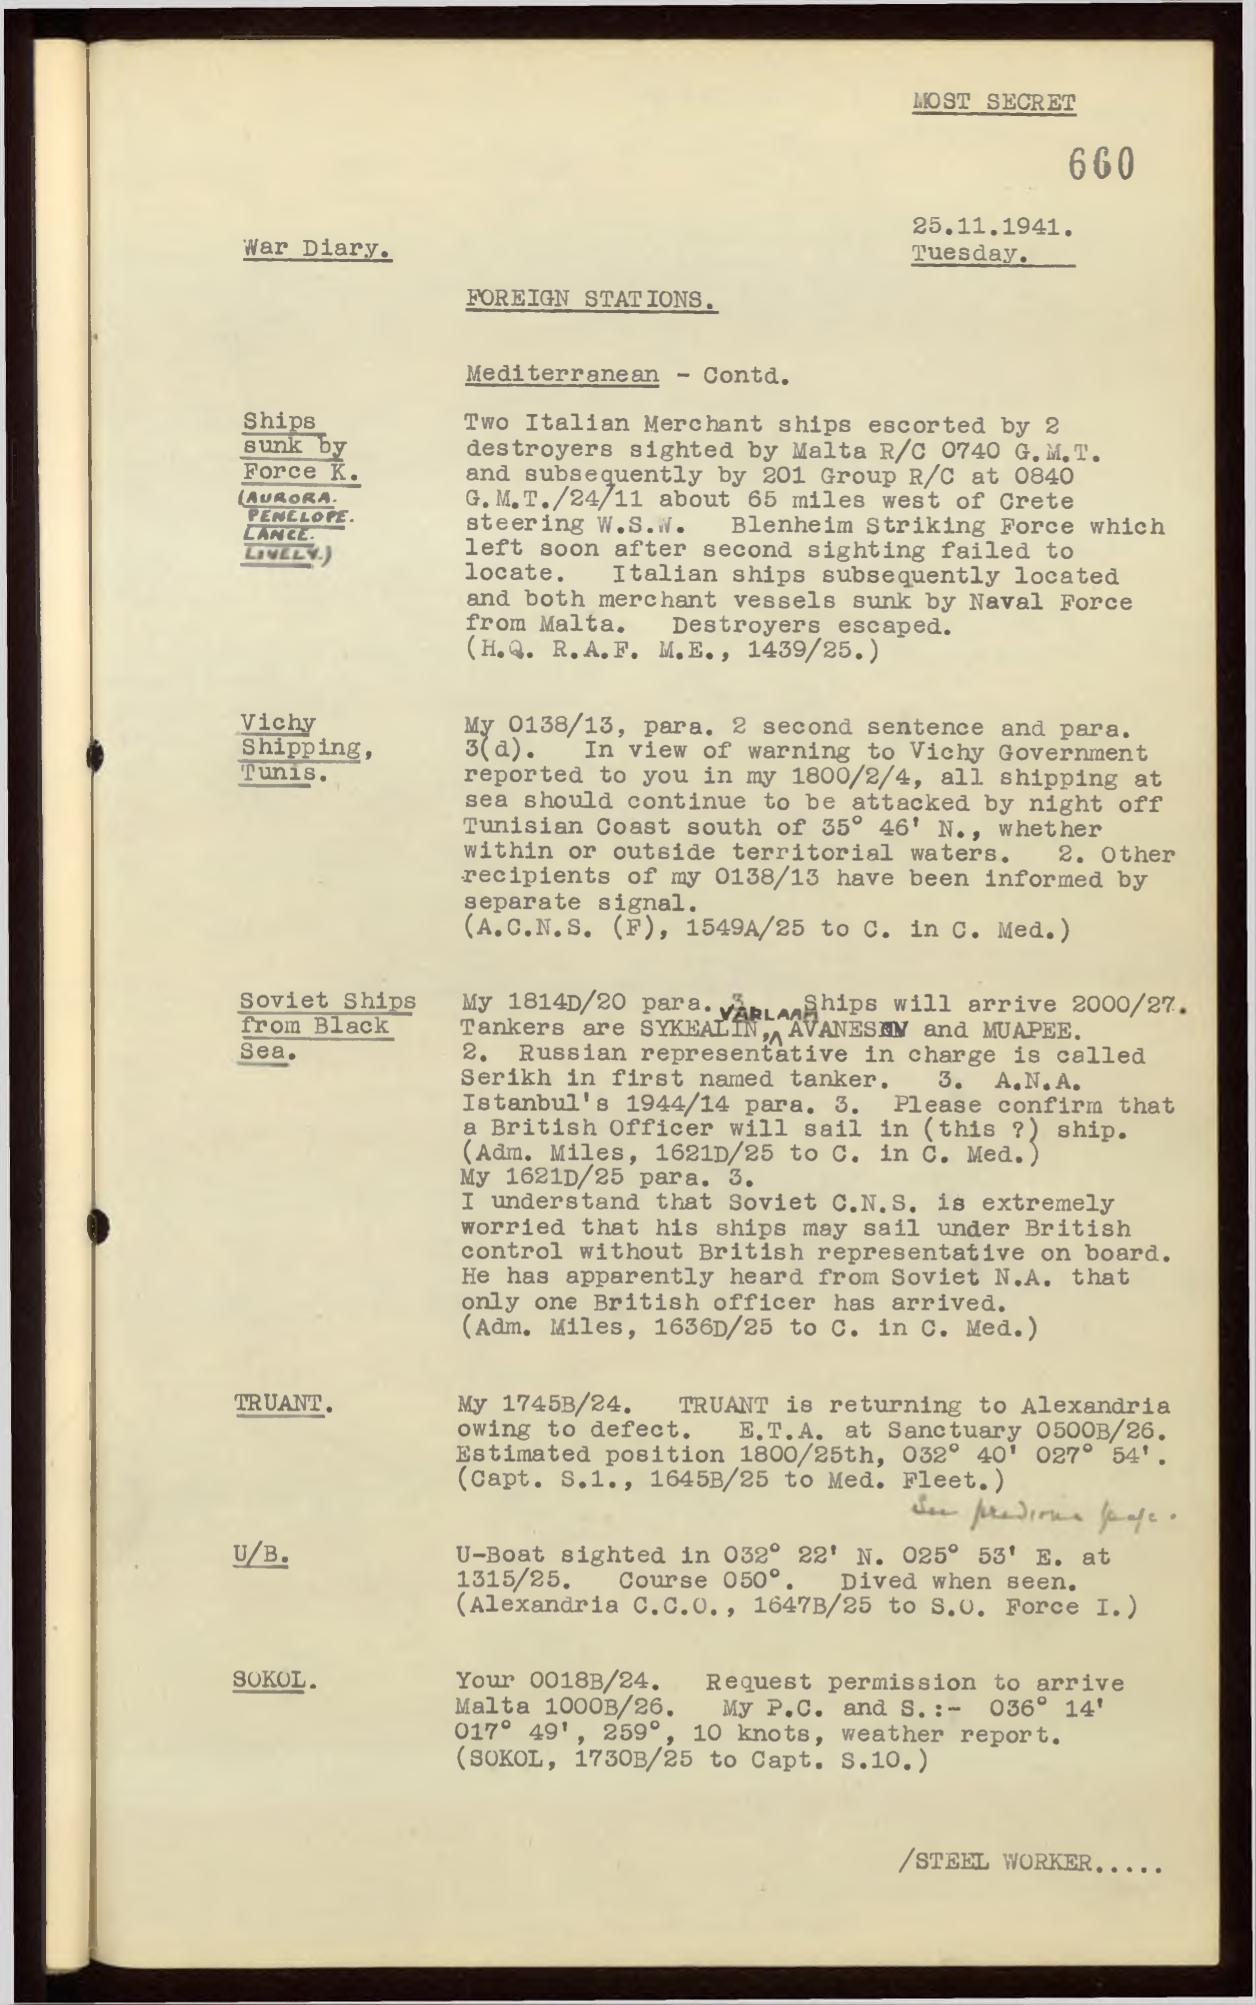 MOST SECRET
660
25.11.1941.
Tuesday.
War Diary.
FOREIGN STATIONS.
Mediterranean - Contd.
Ships
sunk by
Force K.
(AURORA.
PENELOPE.
LANCE.
LIVELY.)
Two Italian Merchant ships escorted by 2
destroyers sighted by Malta R/C 0740 G.M.T.
and subsequently by 201 Group R/C at 0840
G.M.T./24/11 about 65 miles west of Crete
steering W.S.W. Blenheim Striking Force which
left soon after second sighting failed to
locate. Italian ships subsequently located
and both merchant vessels sunk by Naval Force
from Malta. Destroyers escaped.
(H.Q. R.A.F. M.E., 1439/25.)
Vichy
Shipping,
Tunis.
My 0138/13, para. 2 second sentence and para.
3(d). In view of warning to Vichy Government
reported to you in my 1800/2/4, all shipping at
sea should continue to be attacked by night off
Tunisian Coast south of 35° 46' N., whether
within or outside territorial waters. 2. Other
recipients of my 0138/13 have been informed by
separate signal.
(A.C.N.S. (F), 1549A/25 to C. in C. Med.)
Soviet Ships
from Black
Sea.
My 1814D/20 para. 3. Ships will arrive 2000/27.
VARLAAM
Tankers are SYKEALIN, AVANESOV and MUAPEE.
2. Russian representative in charge is called
Serikh in first named tanker. 3. A.N.A.
Istanbul's 1944/14 para. 3. Please confirm that
a British Officer will sail in (this ?) ship.
(Adm. Miles, 1621D/25 to C. in C. Med.)
My 1621D/25 para. 3.
I understand that Soviet C.N.S. is extremely
worried that his ships may sail under British
control without British representative on board.
He has apparently heard from Soviet N.A. that
only one British officer has arrived.
(Adm. Miles, 1636D/25 to C. in C. Med.)
TRUANT.
My 1745B/24. TRUANT is returning to Alexandria
owing to defect. E.T.A. at Sanctuary 0500B/26.
Estimated position 1800/25th, 032° 40' 027° 54'.
(Capt. S.1., 1645B/25 to Med. Fleet.)
See previous page.
U/B.
U-Boat sighted in 032° 22' N. 025° 53' E. at
1315/25. Course 050°. Dived when seen.
(Alexandria C.C.O., 1647B/25 to S.O. Force I.)
SOKOL.
Your 0018B/24. Request permission to arrive
Malta 1000B/26. My P.C. and S.:- 036° 14'
017° 49', 259°, 10 knots, weather report.
(SOKOL, 1730B/25 to Capt. S.10.)
/STEEL WORKER.....